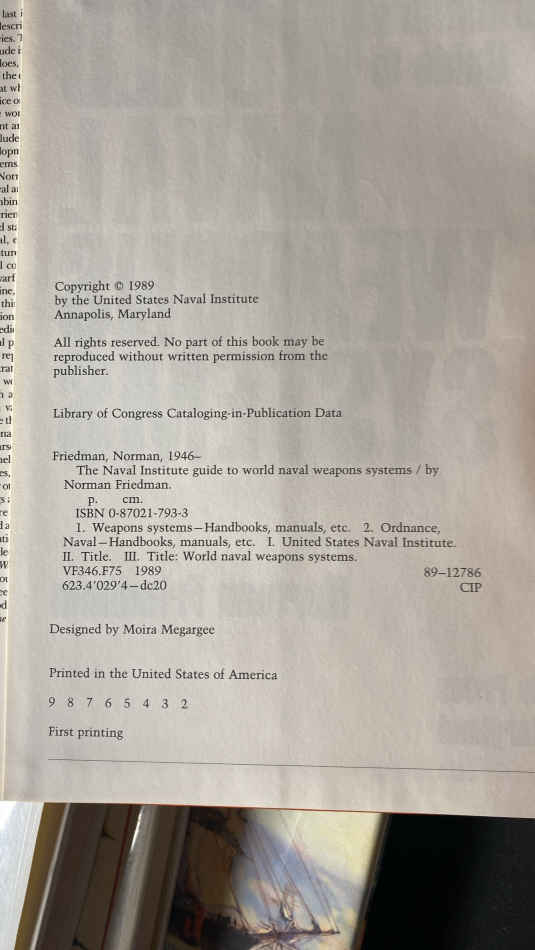 Copyright © 1989
by the United States Naval Institute
Annapolis, Maryland
All rights reserved. No part of this book may be
reproduced without written permission from the
publisher.
Library of Congress Cataloging-in-Publication Data
Friedman, Norman, 1946–
The Naval Institute guide to world naval weapons systems / by
Norman Friedman.
p. cm.
ISBN 0-87021-793-3
1. Weapons systems—Handbooks, manuals, etc. 2. Ordnance,
Naval—Handbooks, manuals, etc. I. United States Naval Institute.
II. Title. III. Title: World naval weapons systems.
VF346.F75 1989 89–12786
623.4'029'4—dc20 CIP
Designed by Moira Megargee
Printed in the United States of America
9 8 7 6 5 4 3 2
First printing